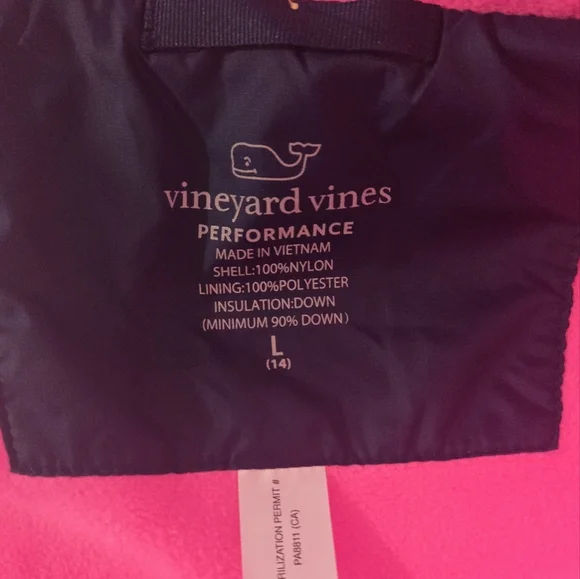 vineyard vines
PERFORMANCE
MADE IN VIETNAM
SHELL:100%NYLON
LINING:100%POLYESTER
INSULATION:DOWN
(MINIMUM 90% DOWN)
L
(14)
PERMIT #
PA8811 (CA)